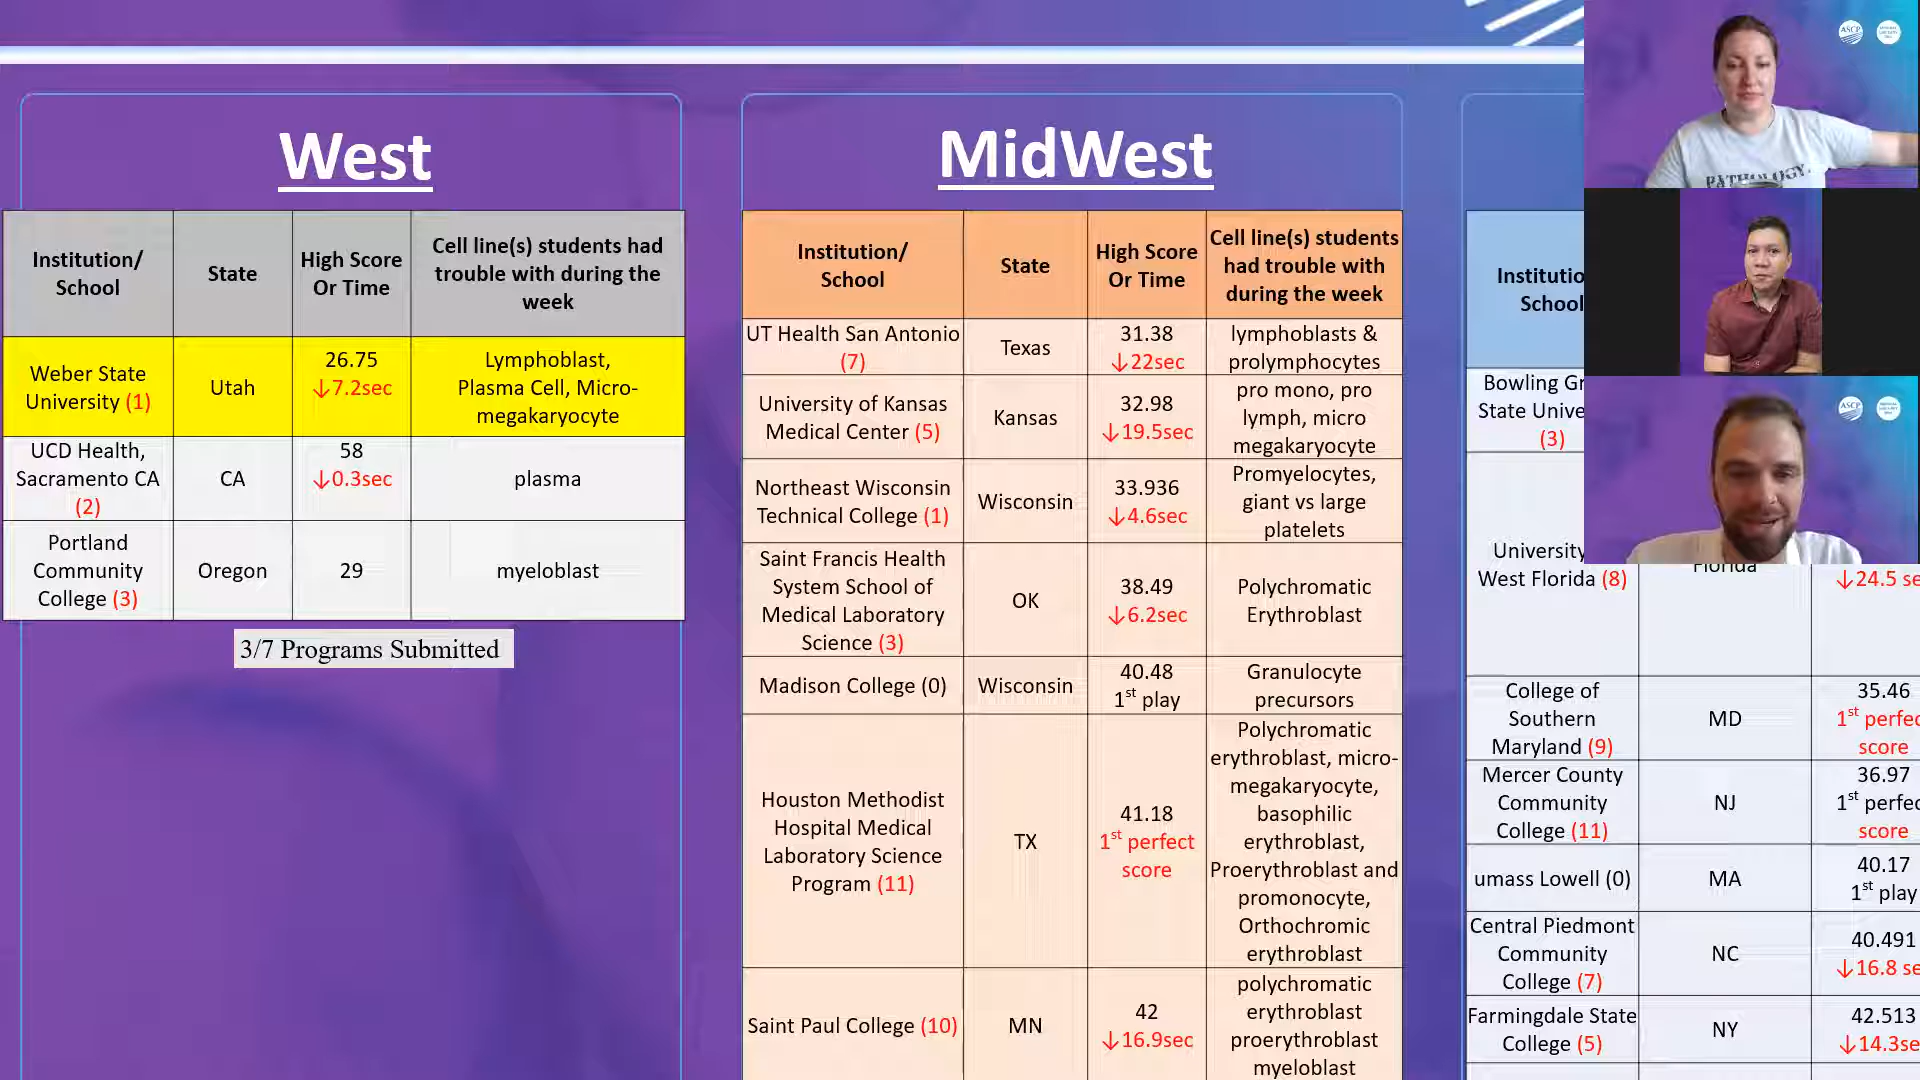 West
Institution/
School
State
High Score
Or Time
Cell line(s) students had
trouble with during the
week
Weber State
University (1)
Utah
26.75
↓7.2sec
Lymphoblast,
Plasma Cell, Micro-
megakaryocyte
UCD Health,
Sacramento CA
(2)
CA
58
↓0.3sec
plasma
Portland
Community
College (3)
Oregon
29
myeloblast
3/7 Programs Submitted
MidWest
Institution/
School
State
High Score
Or Time
Cell line(s) students
had trouble with
during the week
UT Health San Antonio
(7)
Texas
31.38
↓22sec
lymphoblasts &
prolymphocytes
University of Kansas
Medical Center (5)
Kansas
32.98
↓19.5sec
pro mono, pro
lymph, micro
megakaryocyte
Northeast Wisconsin
Technical College (1)
Wisconsin
33.936
↓4.6sec
Promyelocytes,
giant vs large
platelets
Saint Francis Health
System School of
Medical Laboratory
Science (3)
OK
38.49
↓6.2sec
Polychromatic
Erythroblast
Madison College (0)
Wisconsin
40.48
1st play
Granulocyte
precursors
Houston Methodist
Hospital Medical
Laboratory Science
Program (11)
TX
41.18
1st perfect
score
Polychromatic
erythroblast, micro-
megakaryocyte,
basophilic
erythroblast,
Proerythroblast and
promonocyte,
Orthochromic
erythroblast
Saint Paul College (10)
MN
42
↓16.9sec
polychromatic
erythroblast
proerythroblast
myeloblast
Institutio
School
Bowling Gr
State Unive
(3)
University
West Florida (8)
Florida
↓24.5 se
College of
Southern
Maryland (9)
MD
35.46
1st perfec
score
Mercer County
Community
College (11)
NJ
36.97
1st perfec
score
umass Lowell (0)
MA
40.17
1st play
Central Piedmont
Community
College (7)
NC
40.491
↓16.8 se
Farmingdale State
College (5)
NY
42.513
↓14.3se
ASCP
PATHOLOGY.
ASCP